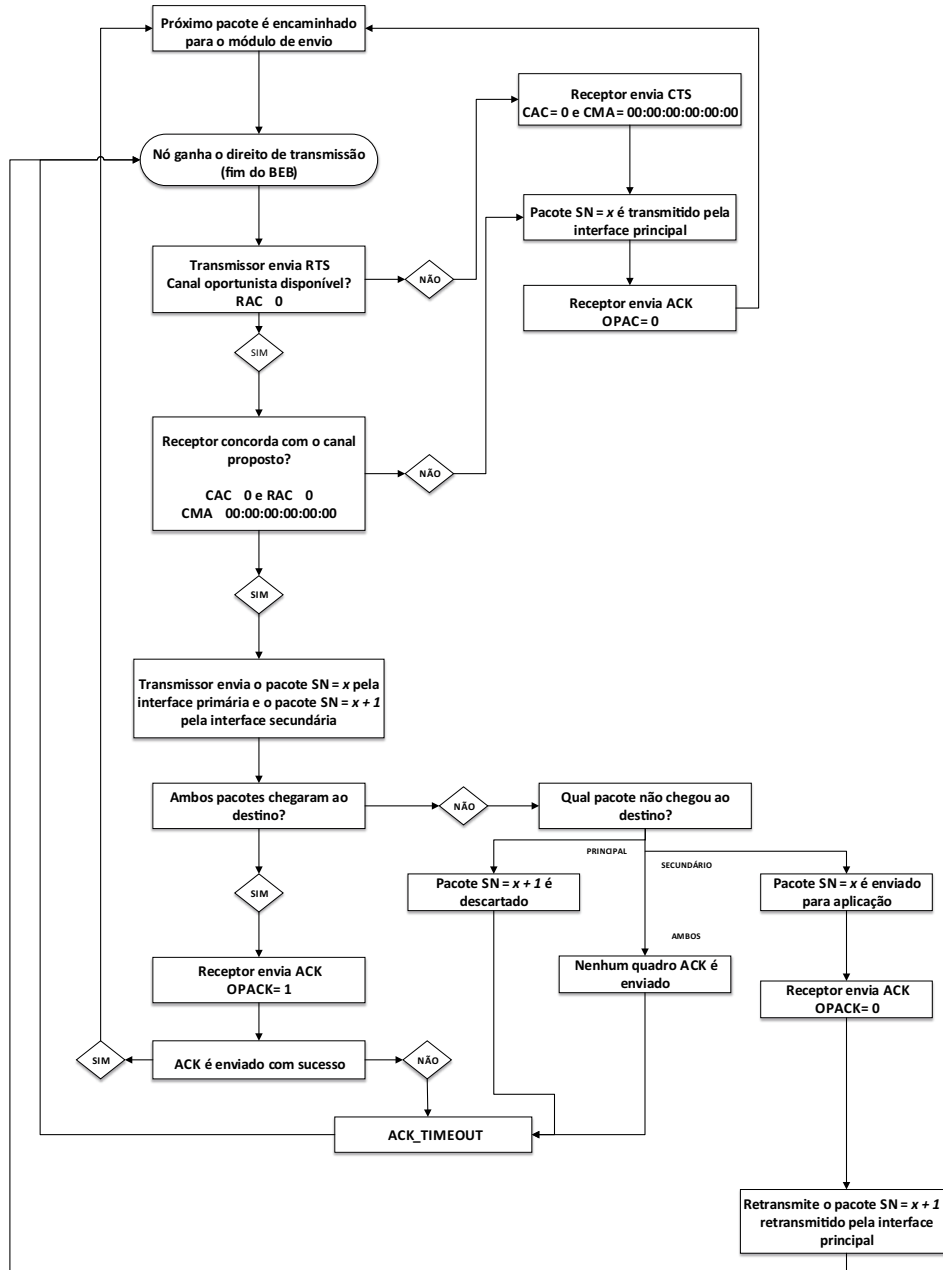 Próximo pacote é encaminhado
para o módulo de envio
Receptor envia CTS
CAC= 0 e CMA= 00:00:00:00:00:00
Nó ganha o direito de transmissão
(fim do BEB)
Pacote SN = x é transmitido pela
interface principal
Transmissor envia RTS
Canal oportunista disponível?
RAC 0
NÃO
Receptor envia ACK
OPAC= 0
SIM
Receptor concorda com o canal
proposto?
CAC 0 e RAC 0
CMA 00:00:00:00:00:00
NÃO
SIM
Transmissor envia o pacote SN = x pela
interface primária e o pacote SN = x + 1
pela interface secundária
Ambos pacotes chegaram ao
destino?
NÃO
Qual pacote não chegou ao
destino?
PRINCIPAL
SECUNDÁRIO
SIM
Pacote SN = x + 1 é
descartado
Pacote SN = x é enviado
para aplicação
AMBOS
Receptor envia ACK
OPACK= 1
Nenhum quadro ACK é
enviado
Receptor envia ACK
OPACK= 0
SIM
ACK é enviado com sucesso
NÃO
ACK_TIMEOUT
Retransmite o pacote SN = x + 1
retransmitido pela interface
principal